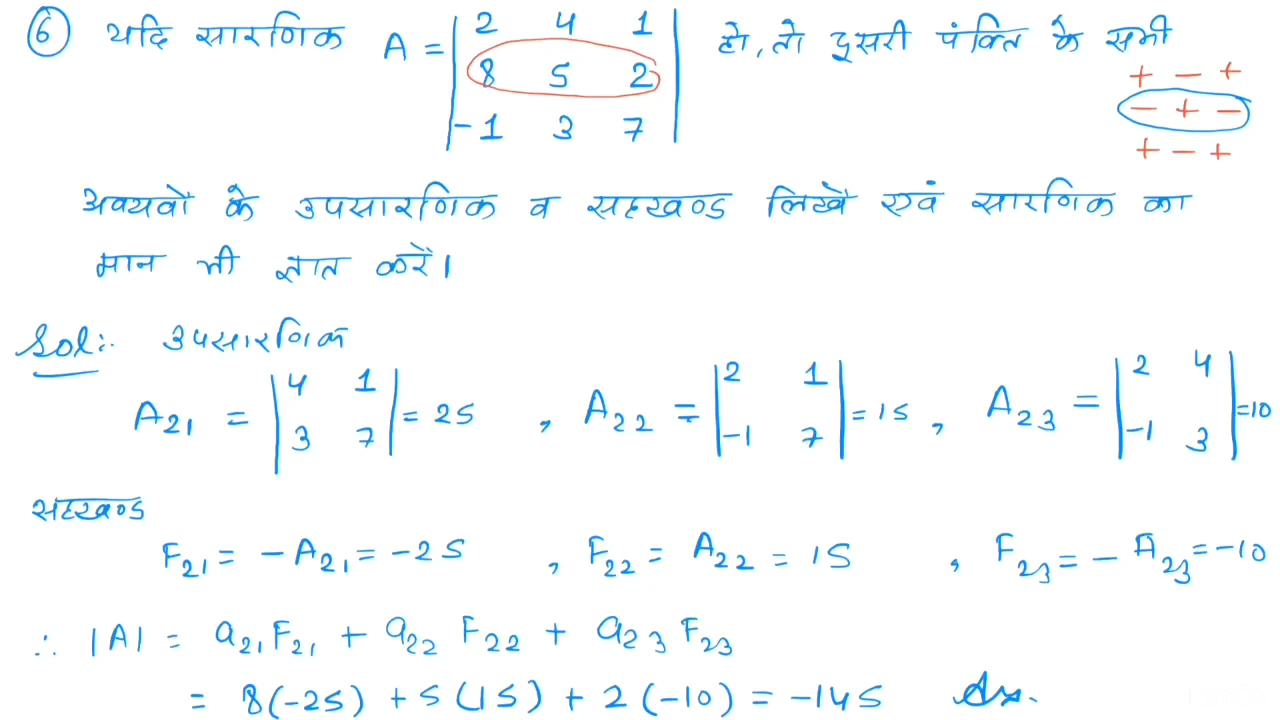 ⑥ यदि सारणिक A = | 2 4 1 | हो, तो दूसरी पंक्ति के सभी
| 8 5 2 |
| -1 3 7 |
+ - +
- + -
+ - +
अवयवों के उपसारणिक व सहखण्ड लिखें एवं सारणिक का
मान भी ज्ञात करें।
Sol:. उपसारणिक
A₂₁ = | 4 1 | = 25 , A₂₂ = | 2 1 | = 15 , A₂₃ = | 2 4 | = 10
| 3 7 | | -1 7 | | -1 3 |
सहखण्ड
F₂₁ = - A₂₁ = -25 , F₂₂ = A₂₂ = 15 , F₂₃ = - A₂₃ = -10
∴ |A| = a₂₁F₂₁ + a₂₂ F₂₂ + a₂₃ F₂₃
= 8(-25) + 5(15) + 2(-10) = -145 Ans.